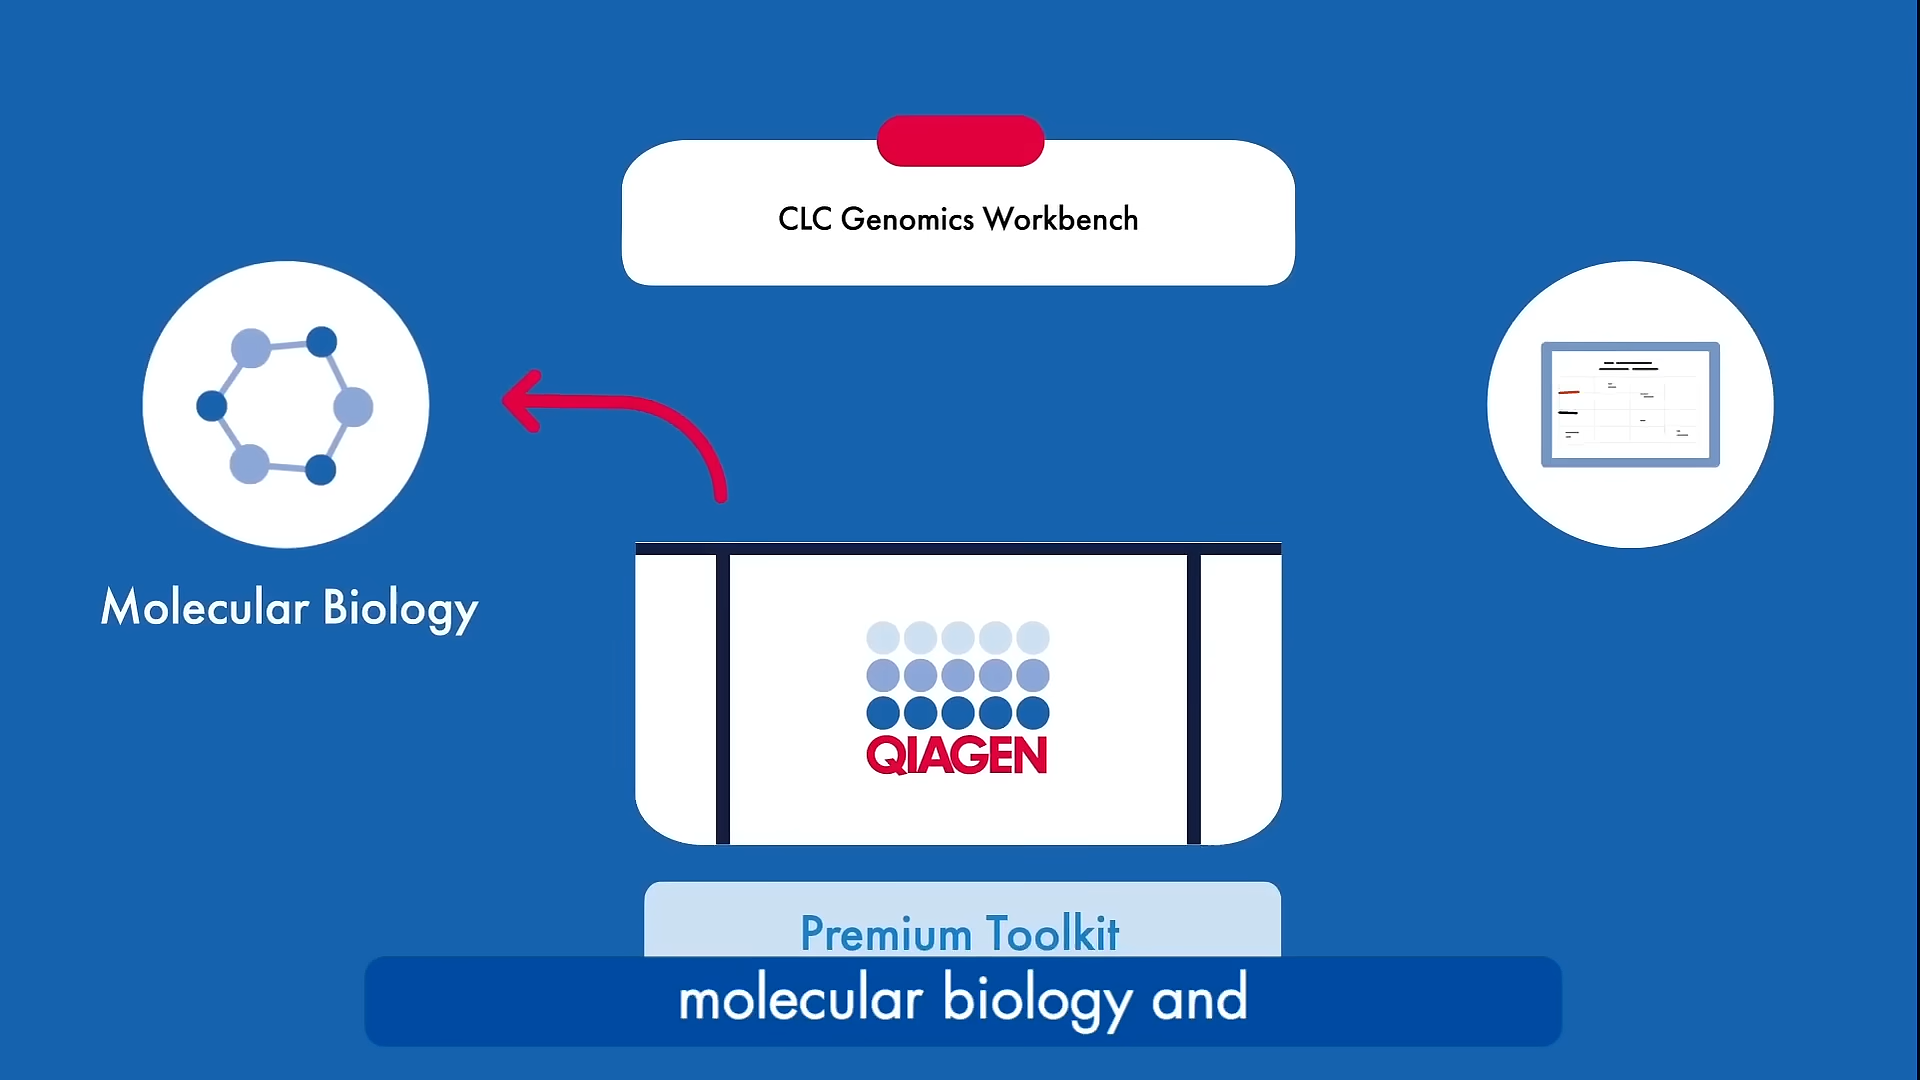 CLC Genomics Workbench
Molecular Biology
QIAGEN
Premium Toolkit
molecular biology and